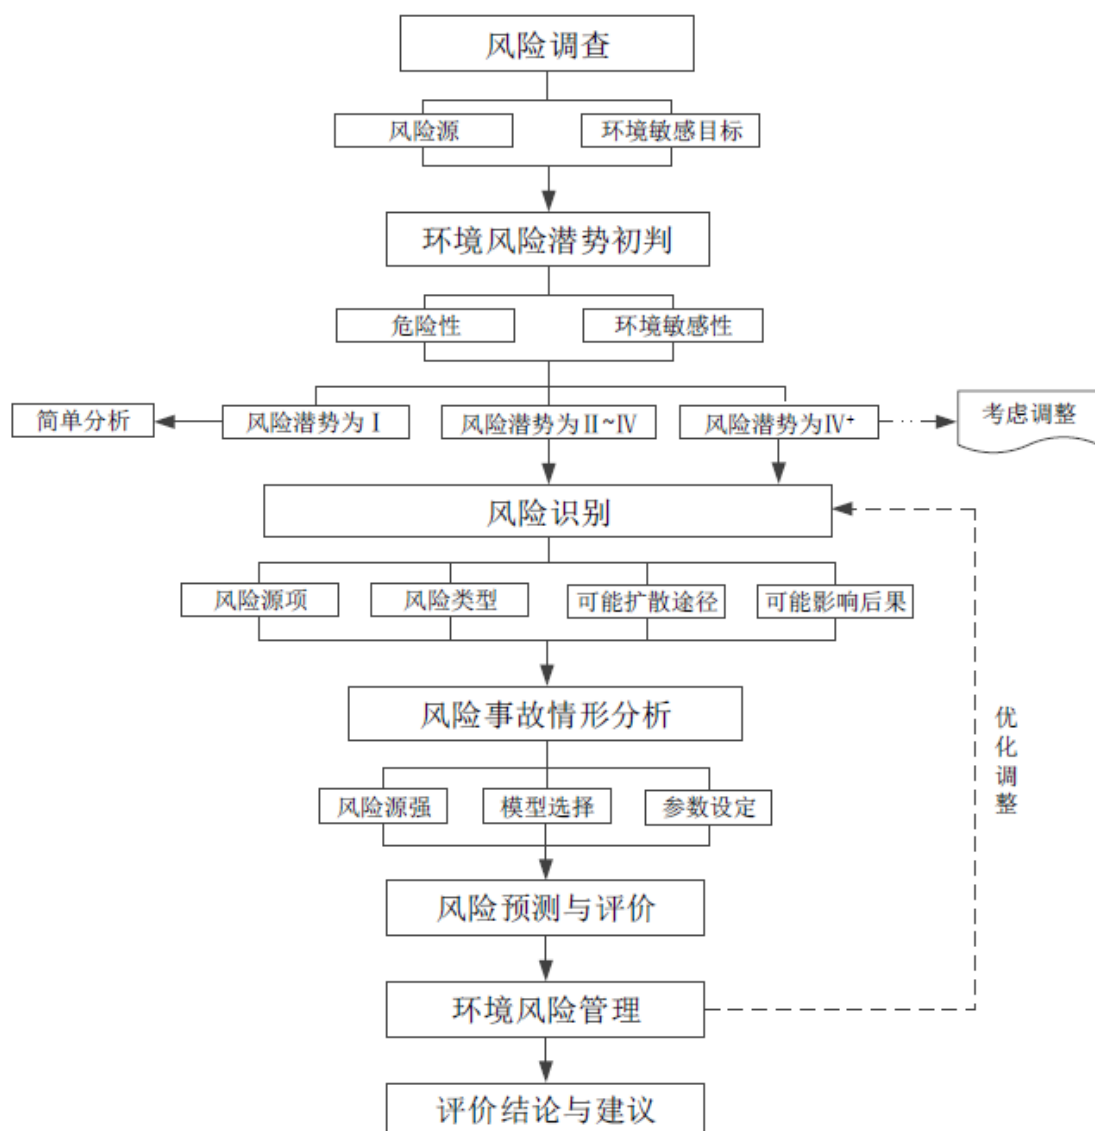 风险调查
风险源
环境敏感目标
环境风险潜势初判
危险性
环境敏感性
简单分析
风险潜势为Ⅰ
风险潜势为Ⅱ~Ⅳ
风险潜势为Ⅳ⁺
考虑调整
风险识别
风险源项
风险类型
可能扩散途径
可能影响后果
风险事故情形分析
优化调整
风险源强
模型选择
参数设定
风险预测与评价
环境风险管理
评价结论与建议